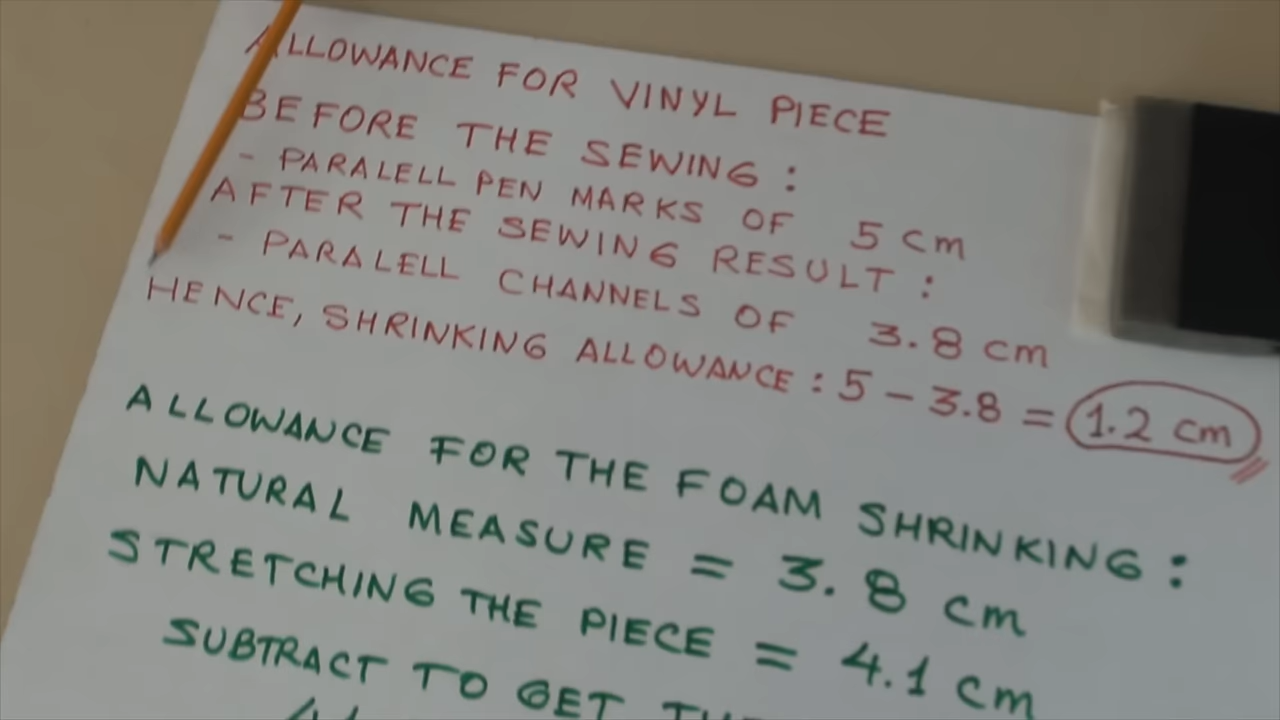 ALLOWANCE FOR VINYL PIECE
BEFORE THE SEWING:
- PARALELL PEN MARKS OF 5 cm
AFTER THE SEWING RESULT:
- PARALELL CHANNELS OF 3.8 cm
HENCE, SHRINKING ALLOWANCE: 5 - 3.8 = 1.2 cm
ALLOWANCE FOR THE FOAM SHRINKING:
NATURAL MEASURE = 3.8 cm
STRETCHING THE PIECE = 4.1 cm
SUBTRACT TO GET